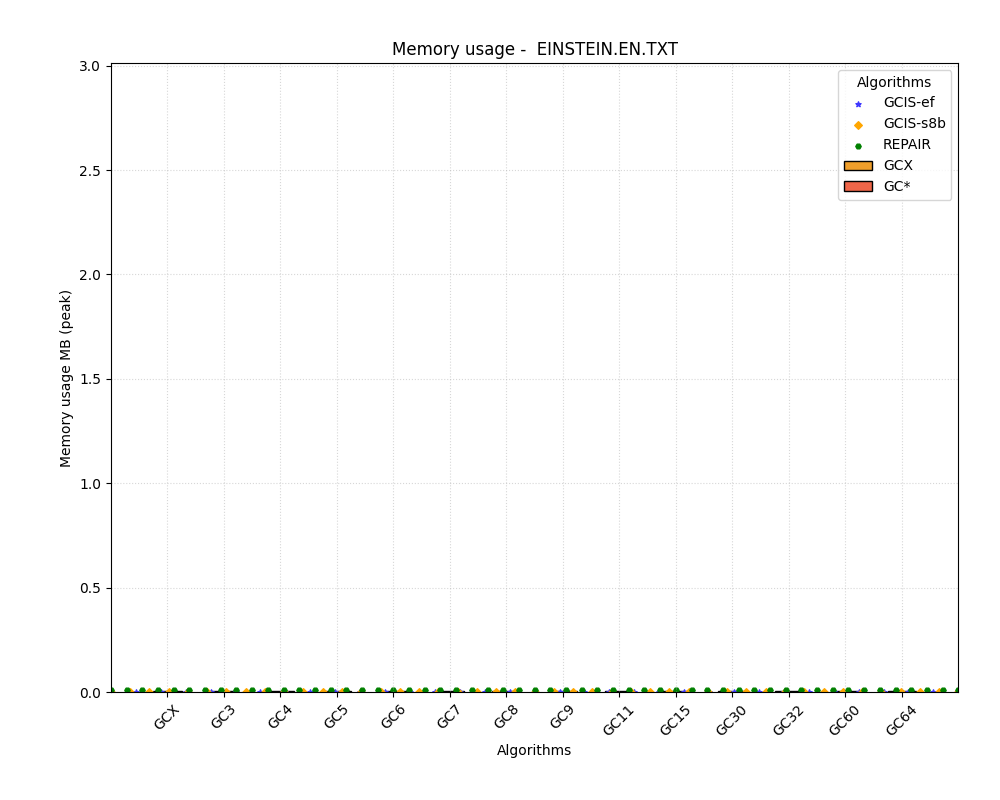 Memory usage -  EINSTEIN.EN.TXT
3.0
2.5
2.0
1.5
1.0
0.5
0.0
Memory usage MB (peak)
Algorithms
GCIS-ef
GCIS-s8b
REPAIR
GCX
GC*
GCX
GC3
GC4
GC5
GC6
GC7
GC8
GC9
GC11
GC15
GC30
GC32
GC60
GC64
Algorithms